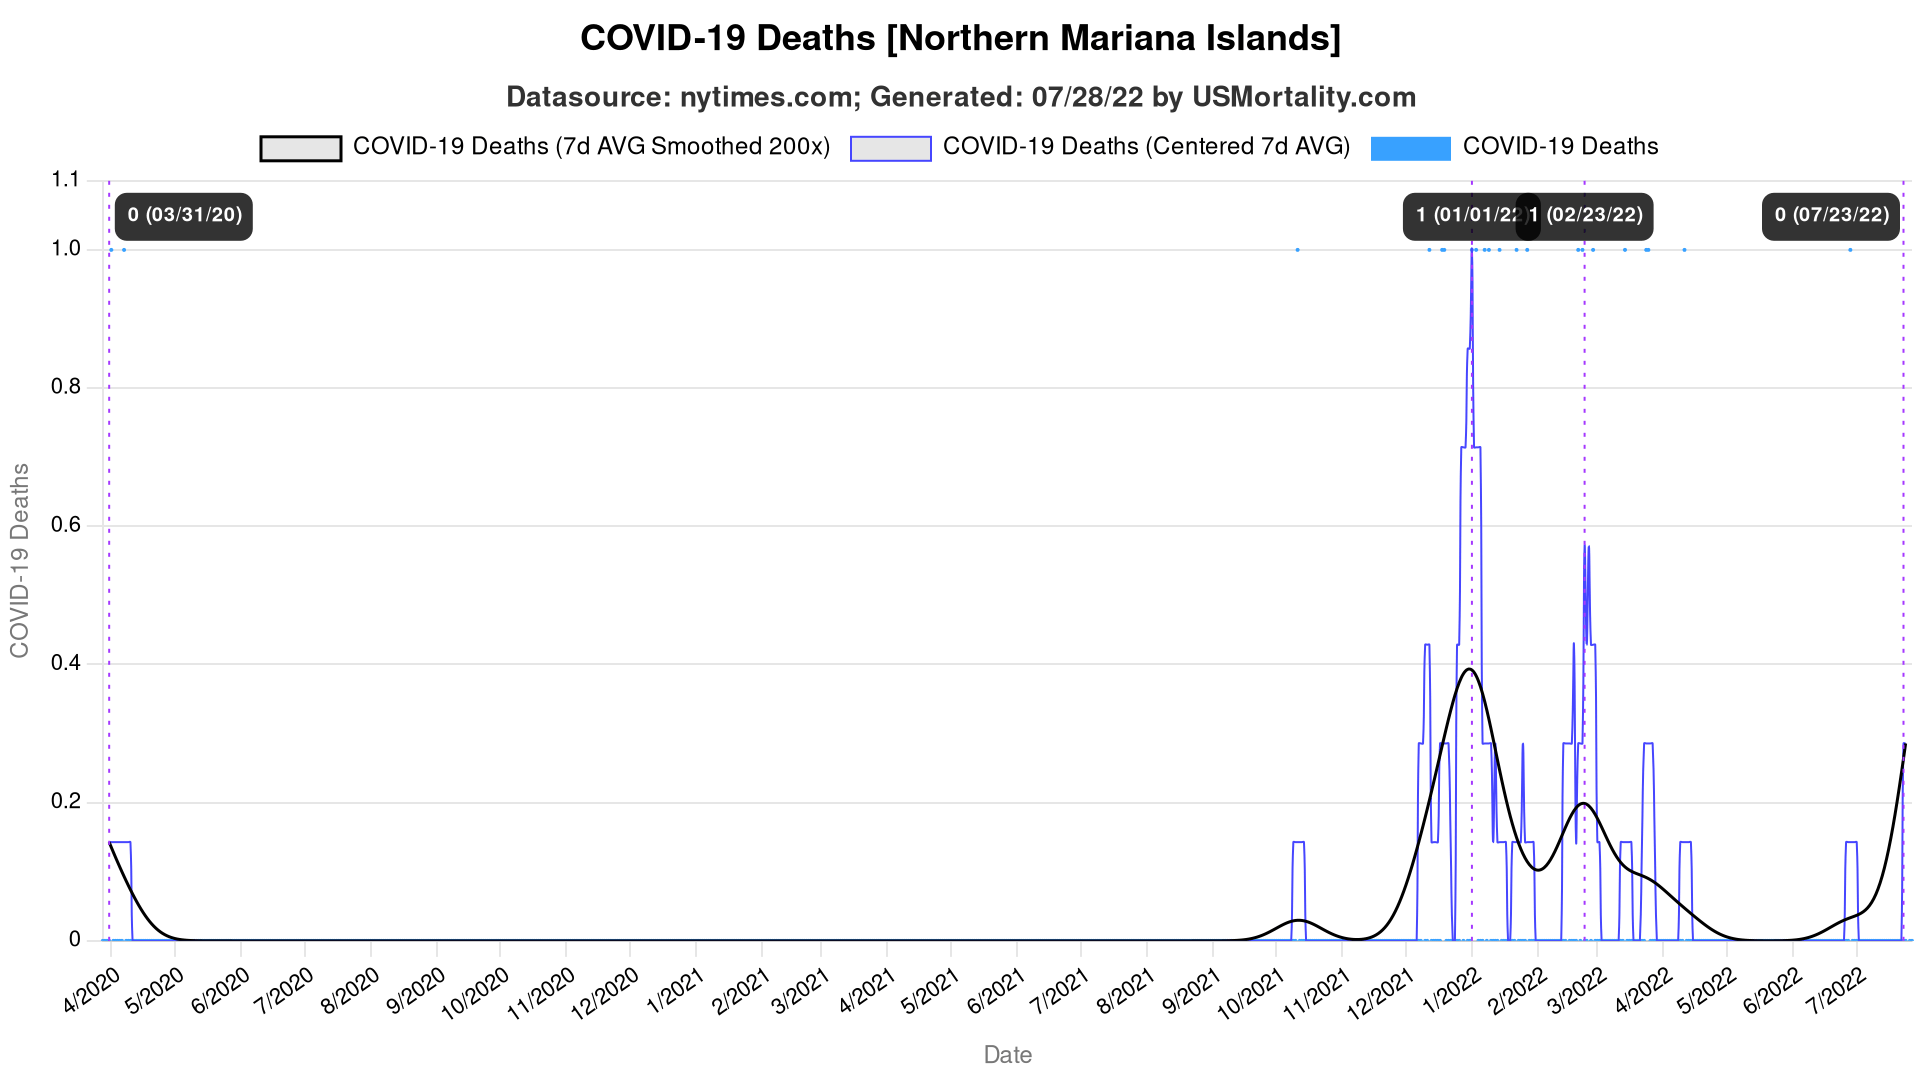 COVID-19 Deaths [Northern Mariana Islands]
Datasource: nytimes.com; Generated: 07/28/22 by USMortality.com
COVID-19 Deaths (7d AVG Smoothed 200x) COVID-19 Deaths (Centered 7d AVG) COVID-19 Deaths
1.1
0 (03/31/20) 1 (01/01/22) 1 (02/23/22) 0 (07/23/22)
1.0
0.8
0.6
0.4
0.2
0
COVID-19 Deaths
4/2020 5/2020 6/2020 7/2020 8/2020 9/2020 10/2020 11/2020 12/2020 1/2021 2/2021 3/2021 4/2021 5/2021 6/2021 7/2021 8/2021 9/2021 10/2021 11/2021 12/2021 1/2022 2/2022 3/2022 4/2022 5/2022 6/2022 7/2022
Date